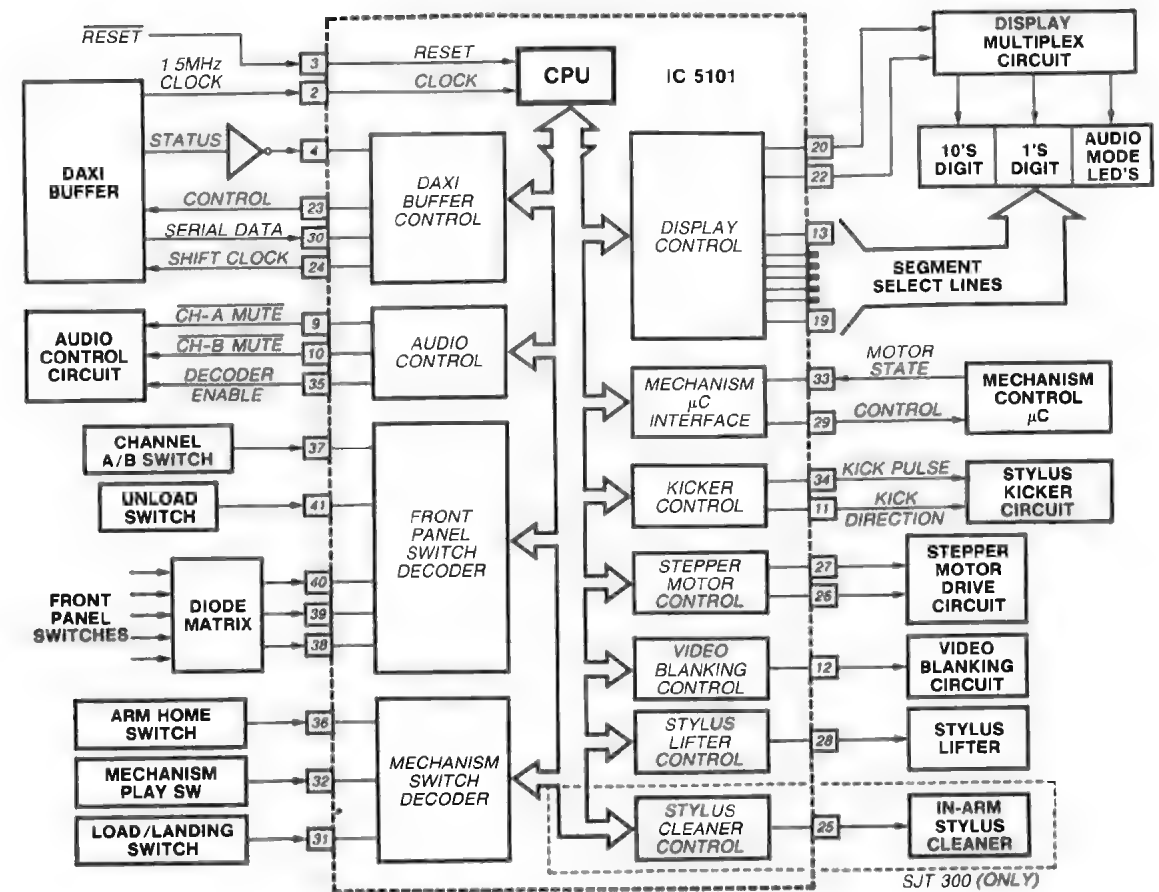 RESET
1.5MHz
CLOCK
3
2
RESET
CLOCK
CPU
IC 5101
DISPLAY
MULTIPLEX
CIRCUIT
DAXI
BUFFER
STATUS
4
CONTROL
23
SERIAL DATA
30
SHIFT CLOCK
24
DAXI
BUFFER
CONTROL
DISPLAY
CONTROL
20
22
13
19
10'S
DIGIT
1'S
DIGIT
AUDIO
MODE
LED'S
SEGMENT
SELECT LINES
AUDIO
CONTROL
CIRCUIT
CH-A MUTE
9
CH-B MUTE
10
DECODER
ENABLE
35
AUDIO
CONTROL
MECHANISM
μC
INTERFACE
33
29
MOTOR
STATE
CONTROL
MECHANISM
CONTROL
μC
CHANNEL
A/B SWITCH
37
UNLOAD
SWITCH
41
FRONT
PANEL
SWITCHES
DIODE
MATRIX
40
39
38
FRONT
PANEL
SWITCH
DECODER
KICKER
CONTROL
34
11
KICK PULSE
KICK
DIRECTION
STYLUS
KICKER
CIRCUIT
STEPPER
MOTOR
CONTROL
27
26
STEPPER
MOTOR
DRIVE
CIRCUIT
VIDEO
BLANKING
CONTROL
12
VIDEO
BLANKING
CIRCUIT
ARM HOME
SWITCH
36
MECHANISM
PLAY SW
32
LOAD/LANDING
SWITCH
31
MECHANISM
SWITCH
DECODER
STYLUS
LIFTER
CONTROL
28
STYLUS
LIFTER
STYLUS
CLEANER
CONTROL
25
IN-ARM
STYLUS
CLEANER
SJT 300 (ONLY)